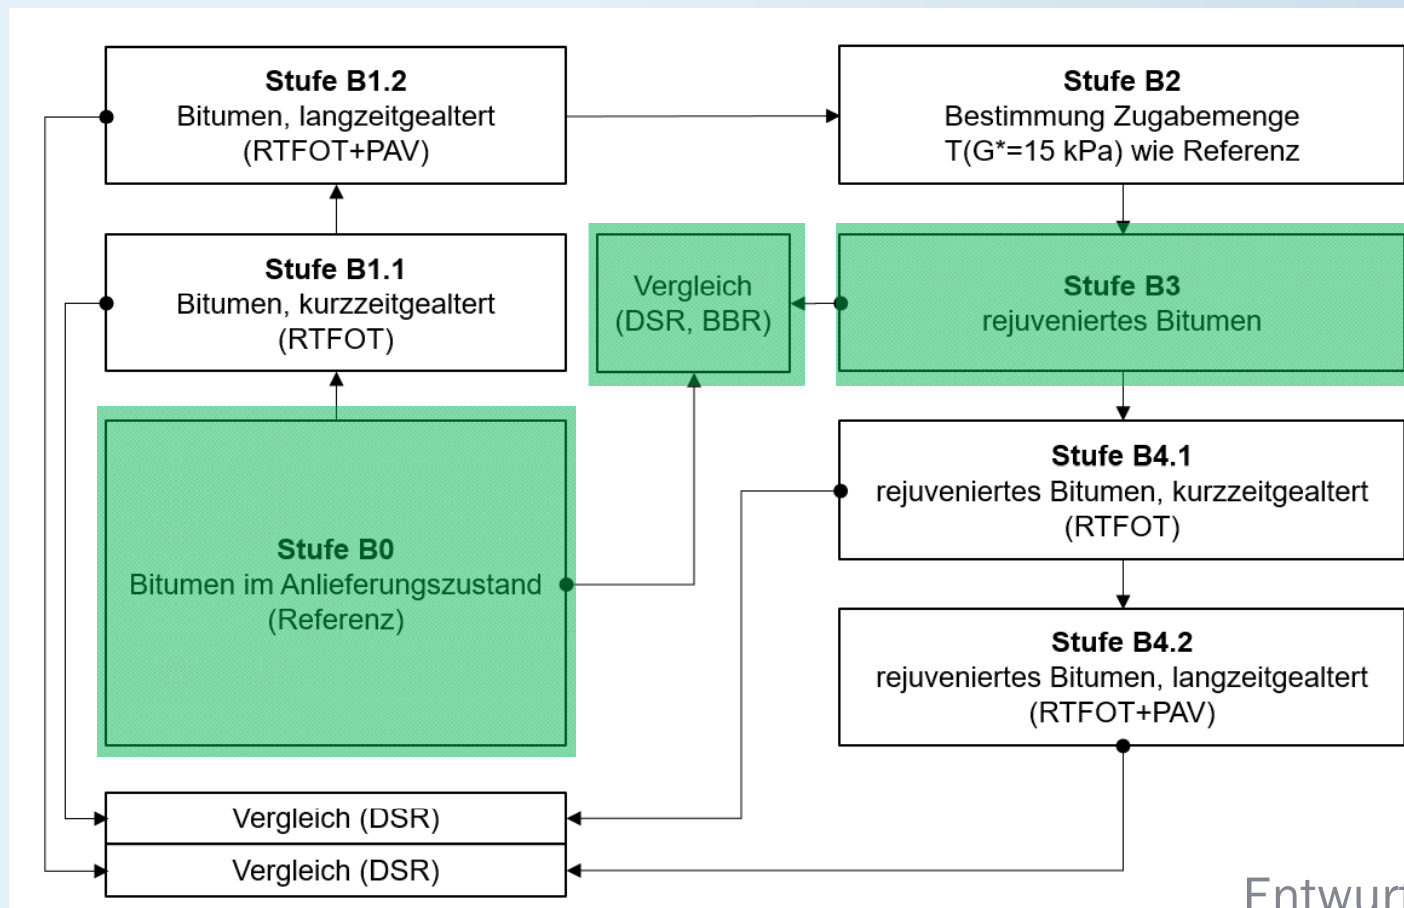 Stufe B1.2
Bitumen, langzeitgealtert
(RTFOT+PAV)
Stufe B2
Bestimmung Zugabemenge
T(G*=15 kPa) wie Referenz
Stufe B1.1
Bitumen, kurzzeitgealtert
(RTFOT)
Vergleich
(DSR, BBR)
Stufe B3
rejuveniertes Bitumen
Stufe B0
Bitumen im Anlieferungszustand
(Referenz)
Stufe B4.1
rejuveniertes Bitumen, kurzzeitgealtert
(RTFOT)
Stufe B4.2
rejuveniertes Bitumen, langzeitgealtert
(RTFOT+PAV)
Vergleich (DSR)
Vergleich (DSR)
Entwurf